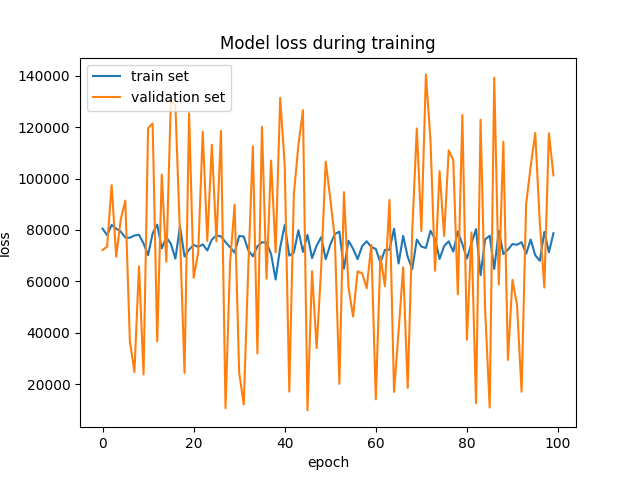 Model loss during training
train set
validation set
140000
120000
100000
80000
60000
40000
20000
loss
0
20
40
60
80
100
epoch